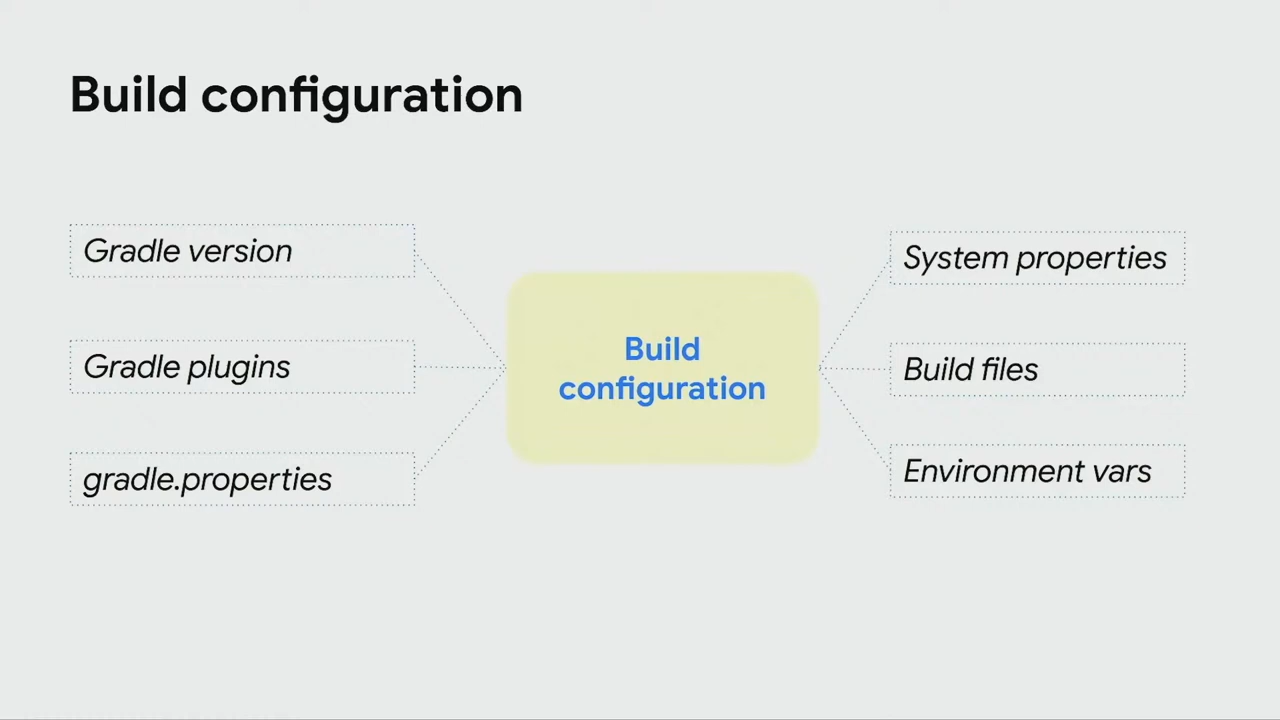 Build configuration
Gradle version
Gradle plugins
gradle.properties
Build
configuration
System properties
Build files
Environment vars